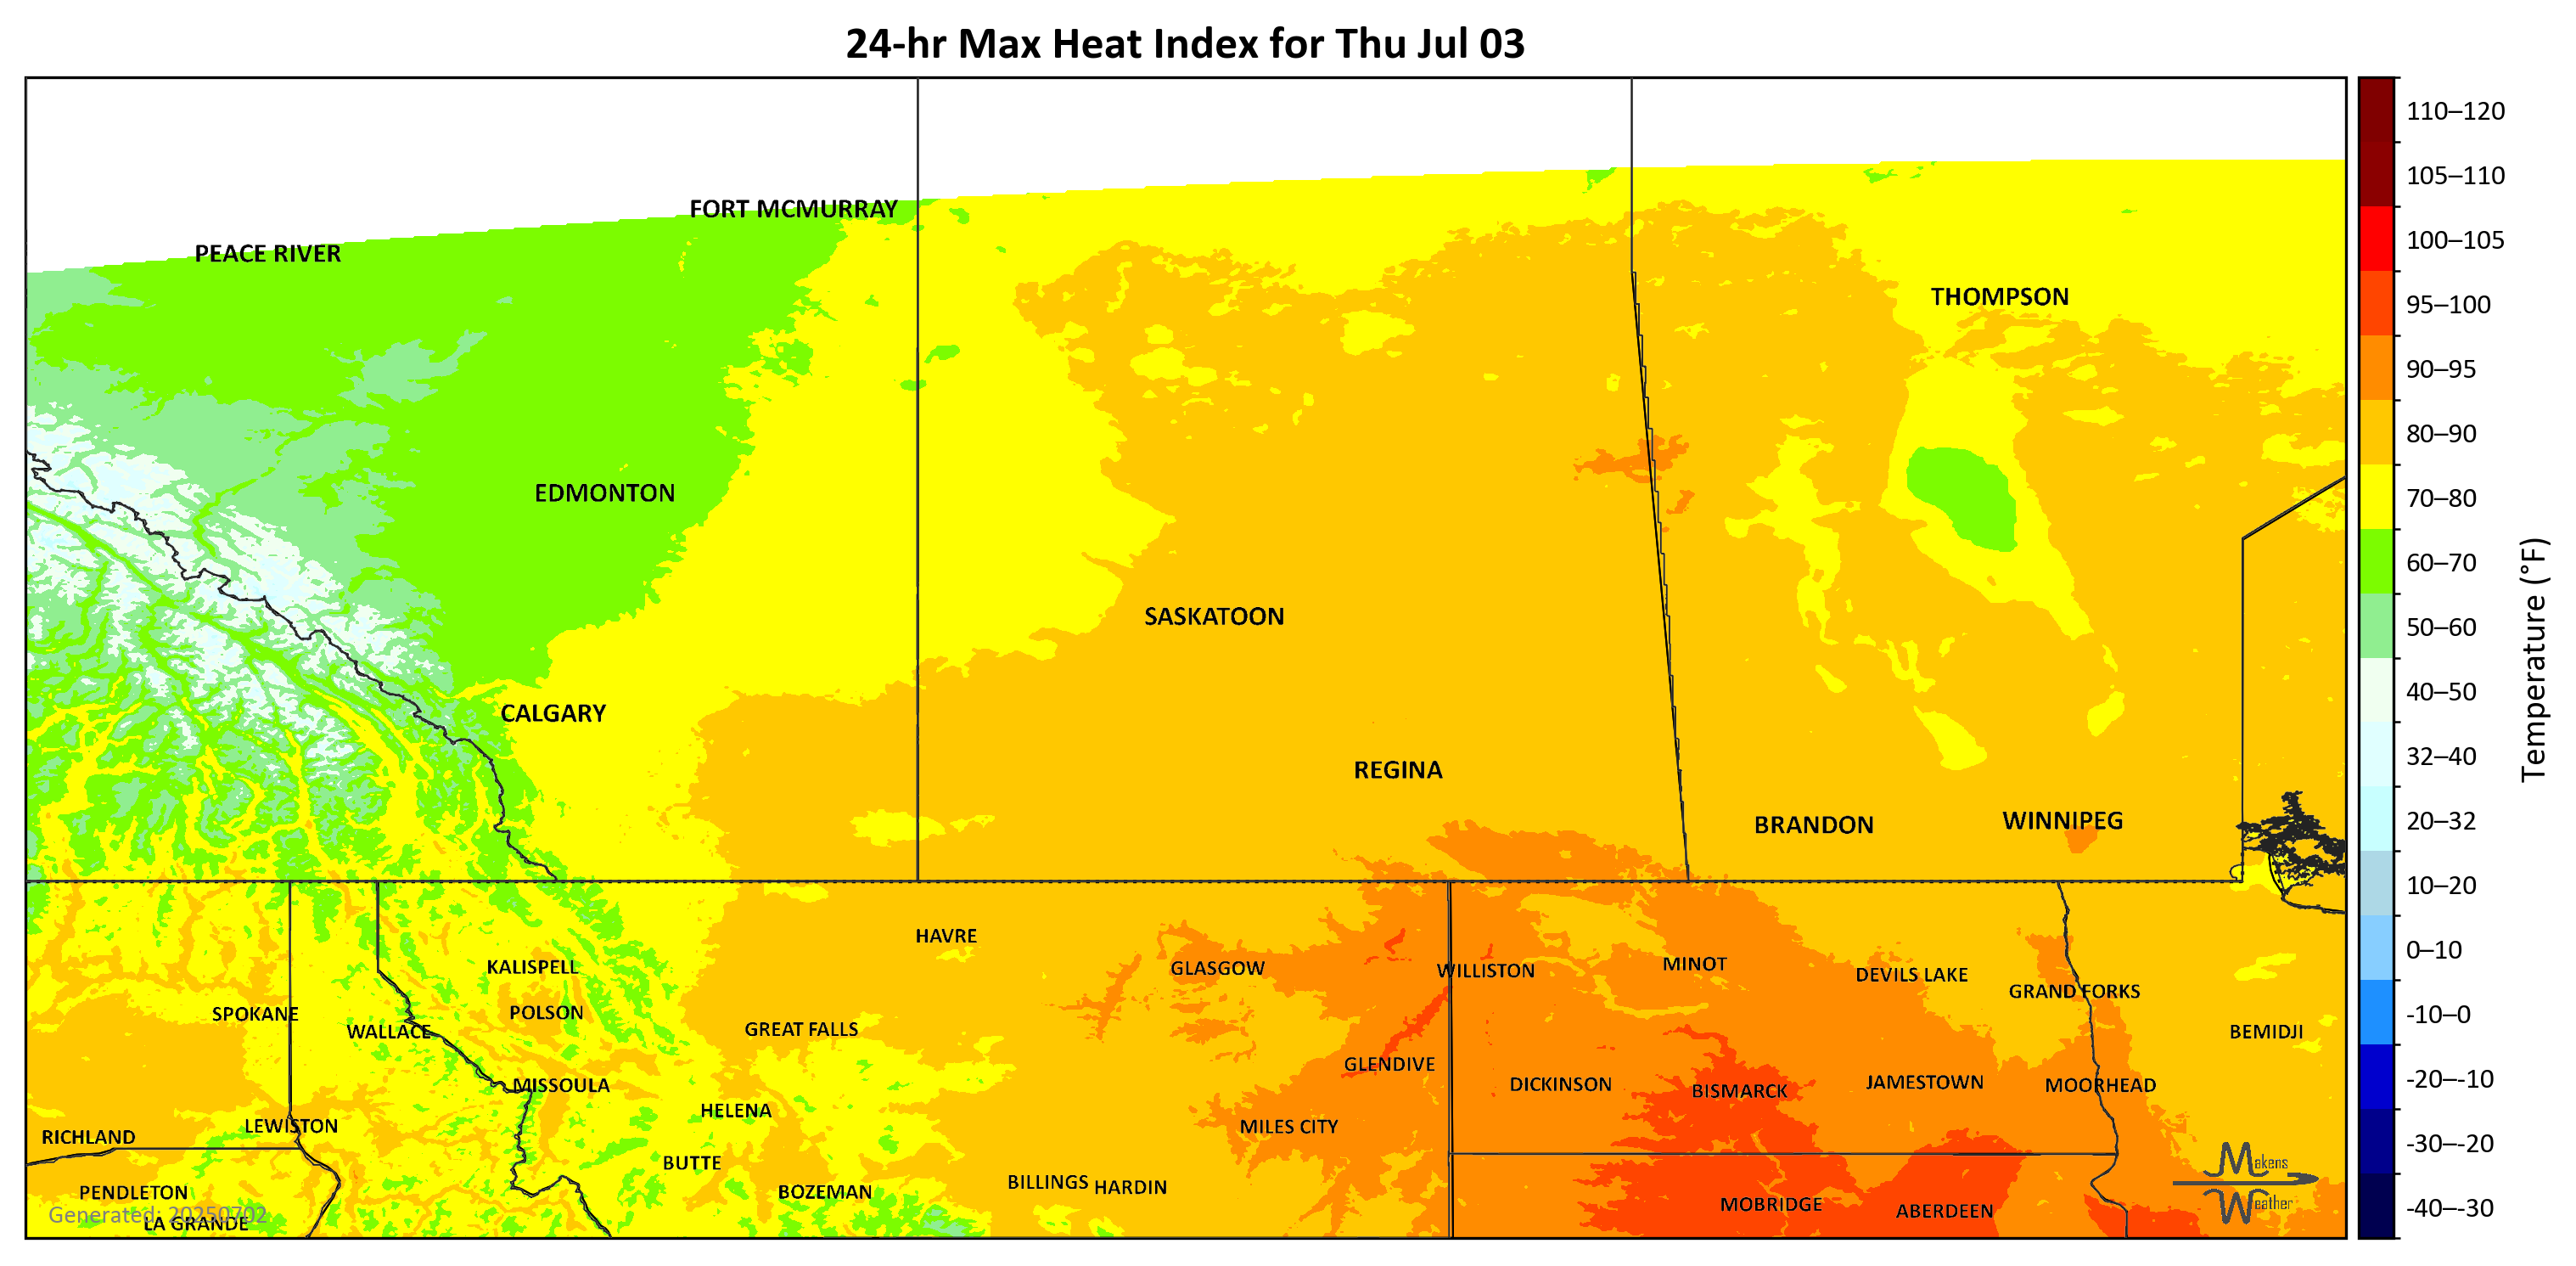 24-hr Max Heat Index for Thu Jul 03
FORT MCMURRAY
PEACE RIVER
THOMPSON
EDMONTON
SASKATOON
CALGARY
REGINA
BRANDON
WINNIPEG
HAVRE
KALISPELL
GLASGOW
WILLISTON
MINOT
DEVILS LAKE
GRAND FORKS
SPOKANE
POLSON
WALLACE
GREAT FALLS
BEMIDJI
GLENDIVE
MISSOULA
DICKINSON
BISMARCK
JAMESTOWN
MOORHEAD
HELENA
LEWISTON
MILES CITY
RICHLAND
BUTTE
BILLINGS
HARDIN
PENDLETON
BOZEMAN
MOBRIDGE
ABERDEEN
Generated: 20250702
LA GRANDE
Makens
Weather
110–120
105–110
100–105
95–100
90–95
80–90
70–80
60–70
50–60
40–50
32–40
20–32
10–20
0–10
-10–0
-20–-10
-30–-20
-40–-30
Temperature (°F)